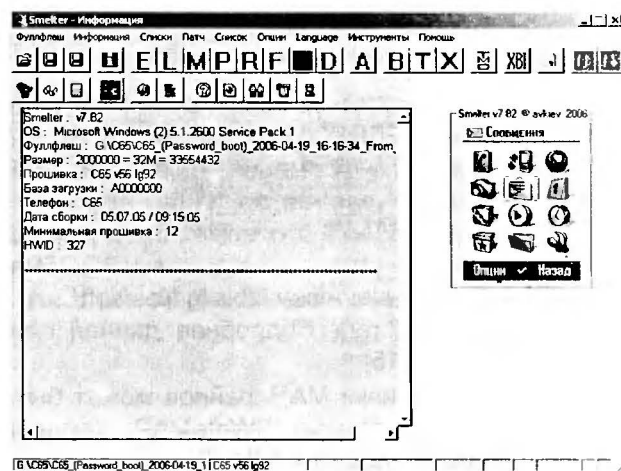 Smelter - Информация
Фуллфлеш Информация Списки Патч Список Опции Language Инструменты Помощь
E L M P R F D A B T X XBI
Smelter : v7.82
OS : Microsoft Windows (2) 5.1.2600 Service Pack 1
Фуллфлеш : G:\C65\C65_(Password_boot)_2006-04-19_16-16-34_From_
Размер : 2000000 = 32M = 33554432
Прошивка : C65 v56 lg92
База загрузки : A0000000
Телефон : C65
Дата сборки : 05.07.05 / 09:15:05
Минимальная прошивка : 12
HWID : 327
Smelter v7.82 © avkiev 2006
Сообщения
Опции Назад
G:\C65\C65_(Password_boot)_2006-04-19_1 C65 v56 lg92